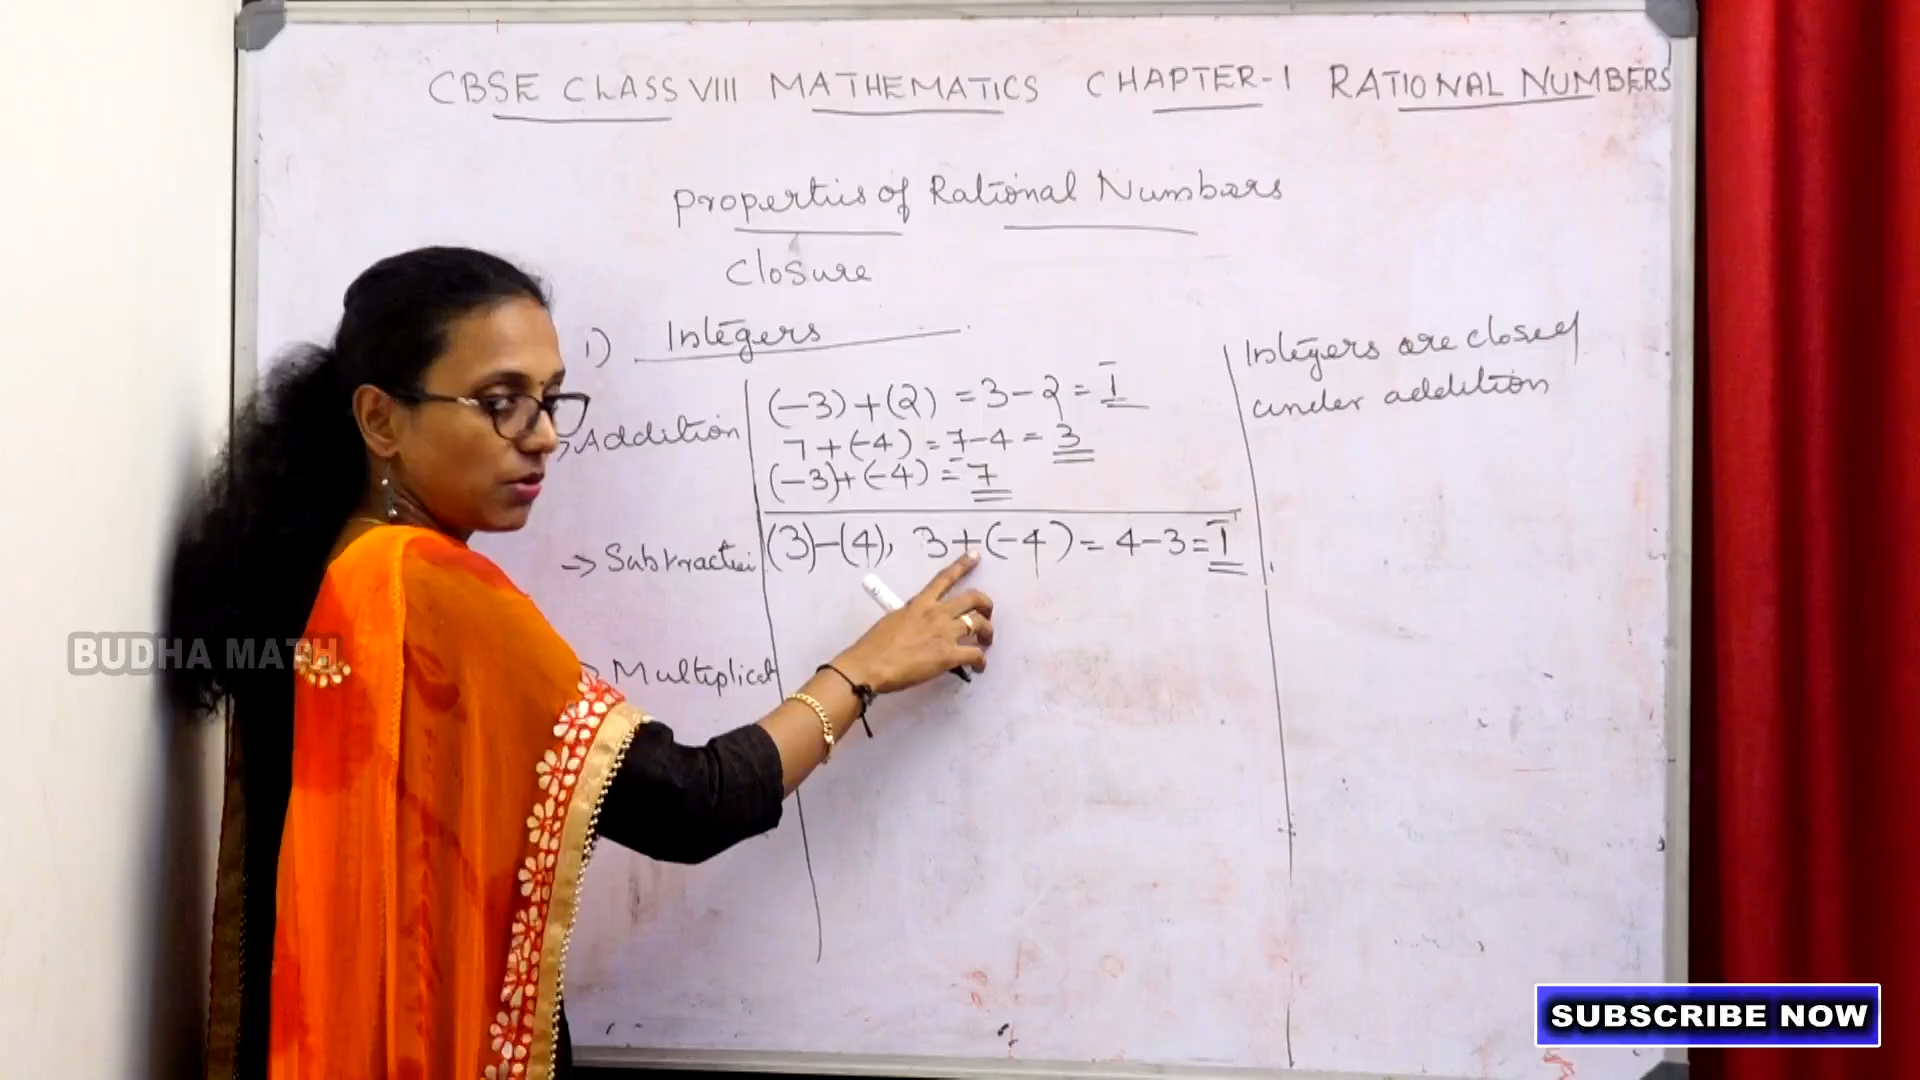 CBSE CLASS VIII MATHEMATICS CHAPTER-1 RATIONAL NUMBERS
Properties of Rational Numbers
Closure
1) Integers
→Addition
(-3)+(2) = 3-2 = ‾1
7+(-4) = 7-4 = 3
(-3)+(-4) = ‾7
Integers are closed
under addition
→ Subtraction
(3)-(4), 3+(-4) = 4-3 = ‾1
Multiplicat
BUDHA MATH
SUBSCRIBE NOW